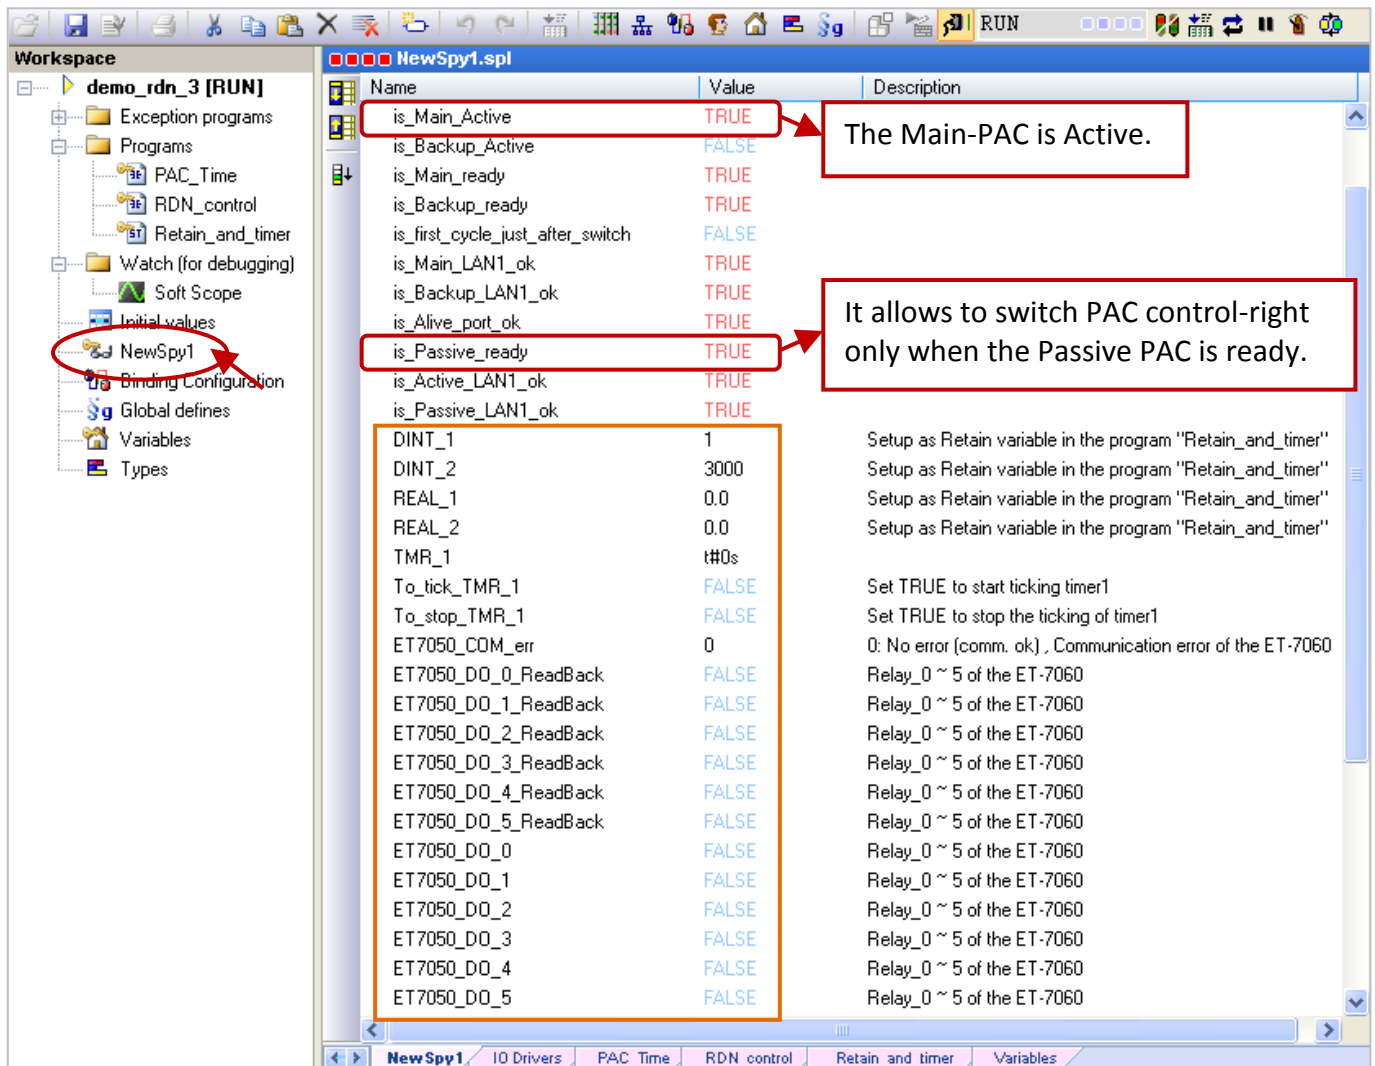 RUN
Workspace
NewSpy1.spl
demo_rdn_3 [RUN]
Exception programs
Programs
PAC_Time
RDN_control
Retain_and_timer
Watch (for debugging)
Soft Scope
Initial values
NewSpy1
Binding Configuration
Global defines
Variables
Types
Name Value Description
is_Main_Active TRUE
is_Backup_Active FALSE
is_Main_ready TRUE
is_Backup_ready TRUE
is_first_cycle_just_after_switch FALSE
is_Main_LAN1_ok TRUE
is_Backup_LAN1_ok TRUE
is_Alive_port_ok TRUE
is_Passive_ready TRUE
is_Active_LAN1_ok TRUE
is_Passive_LAN1_ok TRUE
The Main-PAC is Active.
It allows to switch PAC control-right
only when the Passive PAC is ready.
DINT_1 1 Setup as Retain variable in the program "Retain_and_timer"
DINT_2 3000 Setup as Retain variable in the program "Retain_and_timer"
REAL_1 0.0 Setup as Retain variable in the program "Retain_and_timer"
REAL_2 0.0 Setup as Retain variable in the program "Retain_and_timer"
TMR_1 t#0s
To_tick_TMR_1 FALSE Set TRUE to start ticking timer1
To_stop_TMR_1 FALSE Set TRUE to stop the ticking of timer1
ET7050_COM_err 0 0: No error (comm. ok) , Communication error of the ET-7060
ET7050_DO_0_ReadBack FALSE Relay_0 ~ 5 of the ET-7060
ET7050_DO_1_ReadBack FALSE Relay_0 ~ 5 of the ET-7060
ET7050_DO_2_ReadBack FALSE Relay_0 ~ 5 of the ET-7060
ET7050_DO_3_ReadBack FALSE Relay_0 ~ 5 of the ET-7060
ET7050_DO_4_ReadBack FALSE Relay_0 ~ 5 of the ET-7060
ET7050_DO_5_ReadBack FALSE Relay_0 ~ 5 of the ET-7060
ET7050_DO_0 FALSE Relay_0 ~ 5 of the ET-7060
ET7050_DO_1 FALSE Relay_0 ~ 5 of the ET-7060
ET7050_DO_2 FALSE Relay_0 ~ 5 of the ET-7060
ET7050_DO_3 FALSE Relay_0 ~ 5 of the ET-7060
ET7050_DO_4 FALSE Relay_0 ~ 5 of the ET-7060
ET7050_DO_5 FALSE Relay_0 ~ 5 of the ET-7060
NewSpy1 IO Drivers PAC_Time RDN_control Retain_and_timer Variables